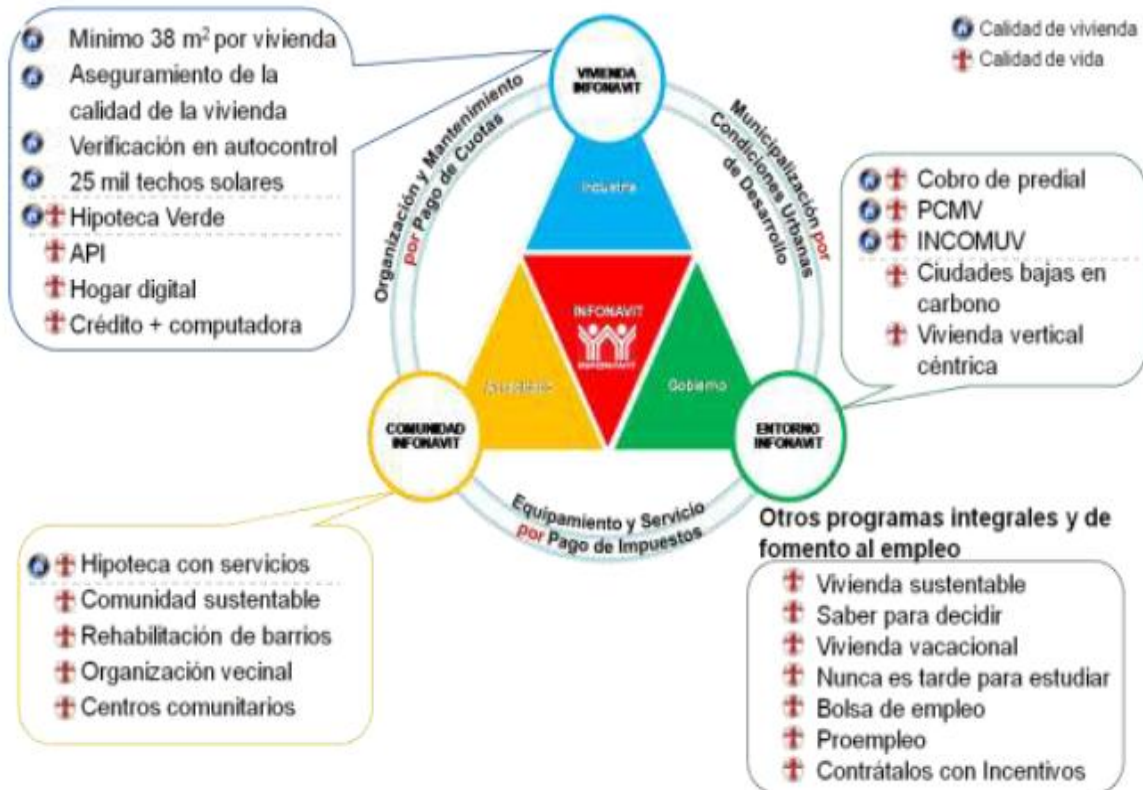 Mínimo 38 m² por vivienda
Aseguramiento de la
calidad de la vivienda
Verificación en autocontrol
25 mil techos solares
Hipoteca Verde
API
Hogar digital
Crédito + computadora
Calidad de vivienda
Calidad de vida
VIVIENDA
INFONAVIT
Organización y Mantenimiento
por Pago de Cuotas
Municipalización por
Condiciones Urbanas
de Desarrollo
Industria
INFONAVIT
INFONAVIT
Gobierno
Cobro de predial
PCMV
INCOMUV
Ciudades bajas en
carbono
Vivienda vertical
céntrica
COMUNIDAD
INFONAVIT
ENTORNO
INFONAVIT
Equipamiento y Servicio
por Pago de Impuestos
Hipoteca con servicios
Comunidad sustentable
Rehabilitación de barrios
Organización vecinal
Centros comunitarios
Otros programas integrales y de
fomento al empleo
Vivienda sustentable
Saber para decidir
Vivienda vacacional
Nunca es tarde para estudiar
Bolsa de empleo
Proempleo
Contrátalos con Incentivos